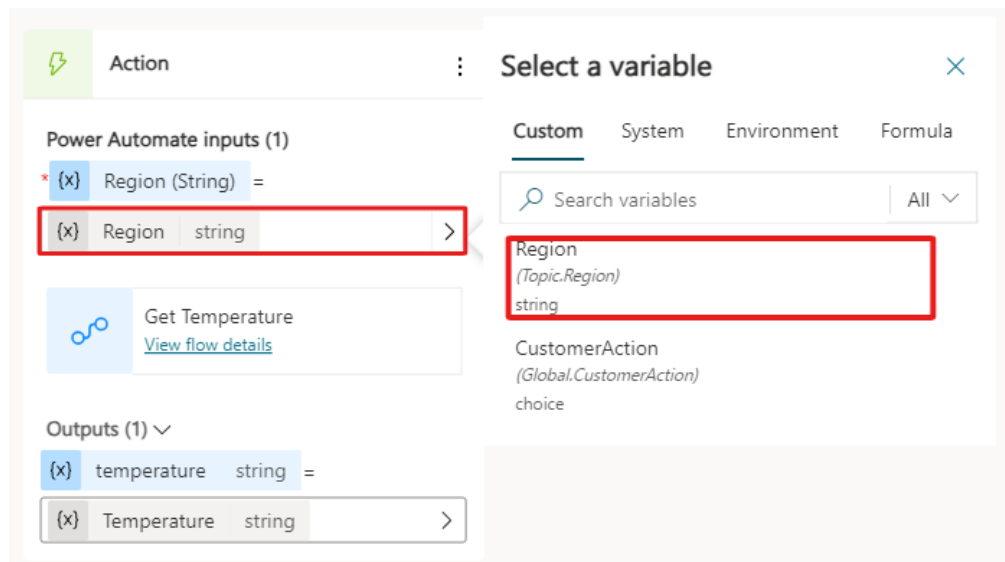 Action
Power Automate inputs (1)
* {x} Region (String) =
{x} Region string
Get Temperature
View flow details
Outputs (1)
{x} temperature string =
{x} Temperature string
Select a variable
Custom System Environment Formula
Search variables All
Region
(Topic.Region)
string
CustomerAction
(Global.CustomerAction)
choice